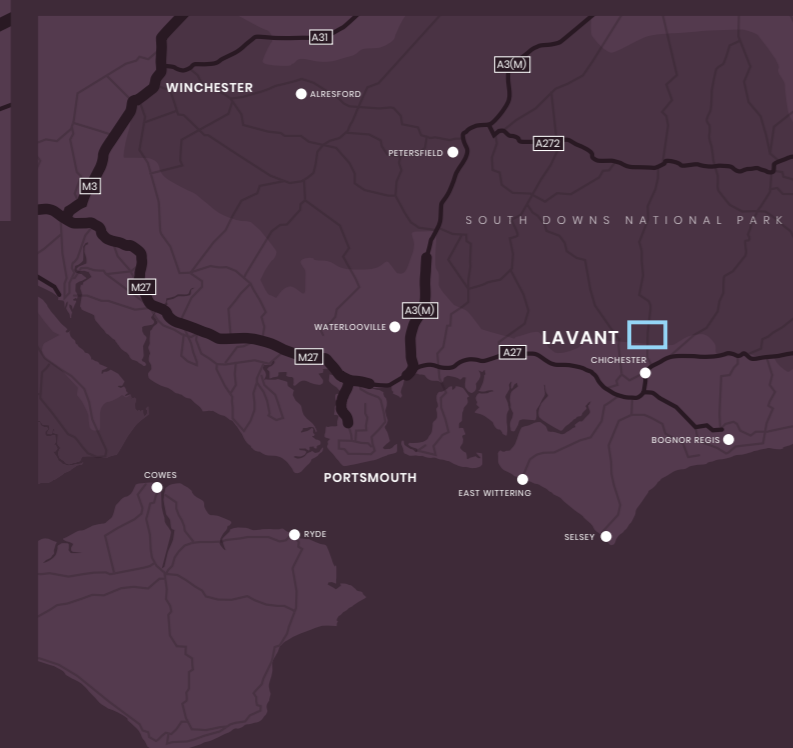 A31
A3(M)
WINCHESTER
ALRESFORD
A272
PETERSFIELD
M3
SOUTH DOWNS NATIONAL PARK
M27
A3(M)
WATERLOOVILLE
LAVANT
A27
M27
CHICHESTER
BOGNOR REGIS
COWES
PORTSMOUTH
EAST WITTERING
RYDE
SELSEY